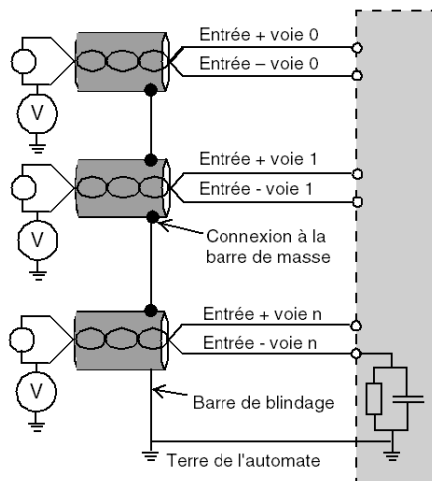 Entrée + voie 0
Entrée – voie 0
V
Entrée + voie 1
Entrée - voie 1
V
Connexion à la
barre de masse
Entrée + voie n
Entrée - voie n
V
Barre de blindage
Terre de l'automate